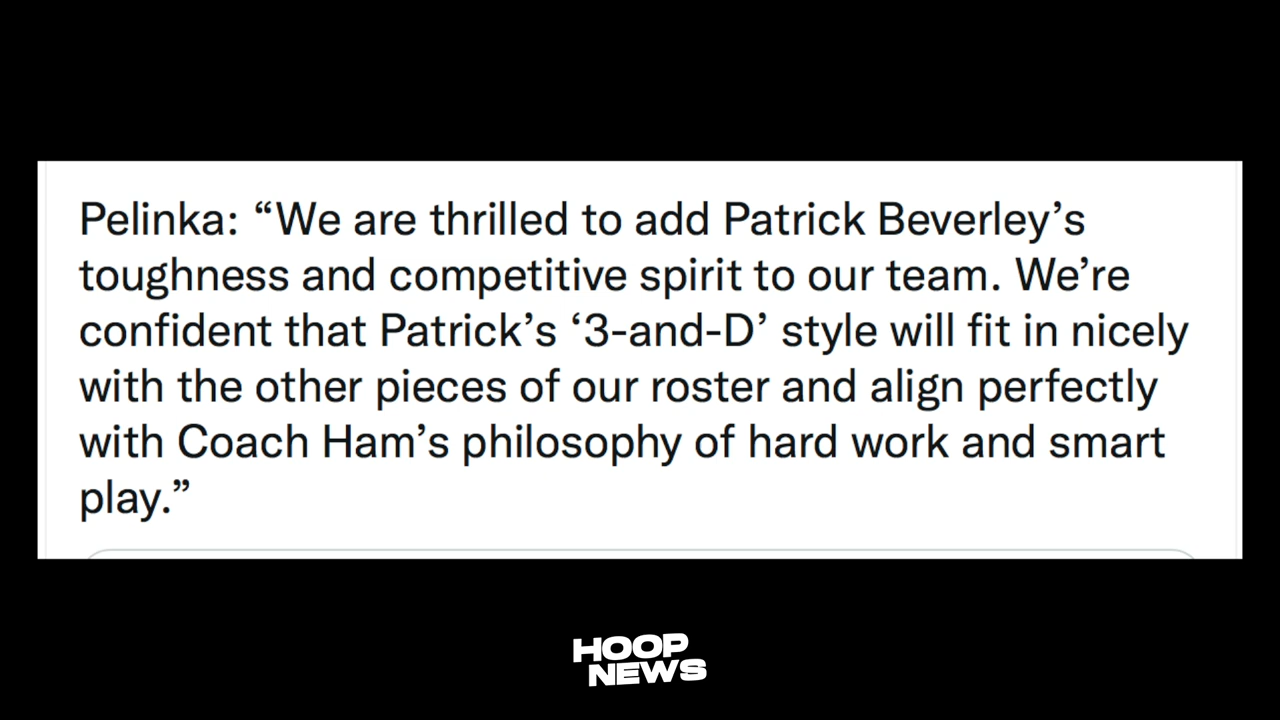 Pelinka: “We are thrilled to add Patrick Beverley’s
toughness and competitive spirit to our team. We’re
confident that Patrick’s ‘3-and-D’ style will fit in nicely
with the other pieces of our roster and align perfectly
with Coach Ham’s philosophy of hard work and smart
play.”
HOOP
NEWS